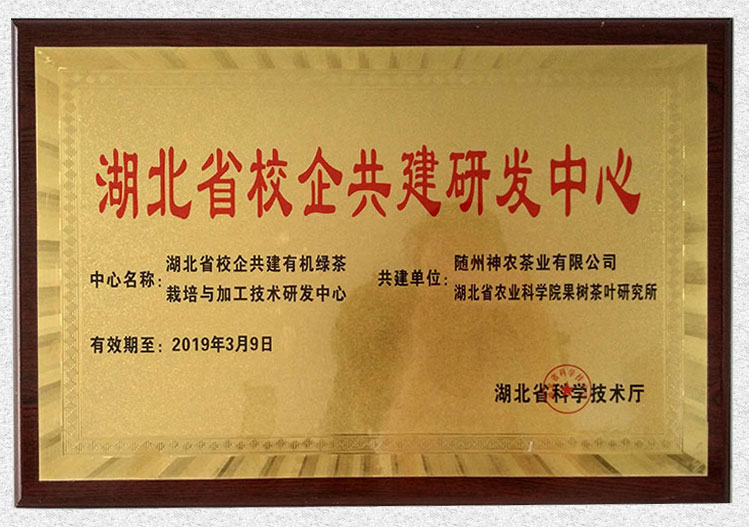 湖北省校企共建研发中心
中心名称：湖北省校企共建有机绿茶
栽培与加工技术研发中心
共建单位：随州神农茶业有限公司
湖北省农业科学院果树茶叶研究所
有效期至：2019年3月9日
湖北省科学技术厅